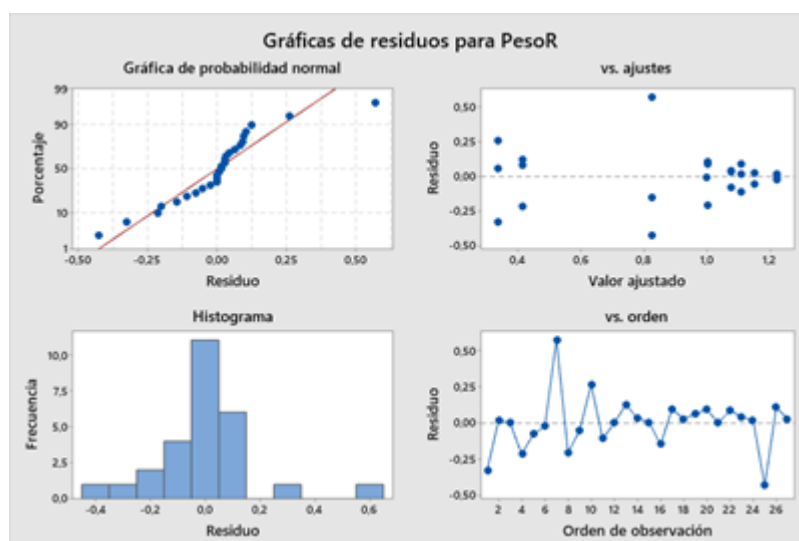 Gráficas de residuos para PesoR
Gráfica de probabilidad normal
99
90
50
10
1
Porcentaje
-0,50 -0,25 0,00 0,25 0,50
Residuo
vs. ajustes
0,50
0,25
0,00
-0,25
-0,50
Residuo
0,4 0,6 0,8 1,0 1,2
Valor ajustado
Histograma
10,0
7,5
5,0
2,5
0,0
Frecuencia
-0,4 -0,2 0,0 0,2 0,4 0,6
Residuo
vs. orden
0,50
0,25
0,00
-0,25
-0,50
Residuo
2 4 6 8 10 12 14 16 18 20 22 24 26
Orden de observación